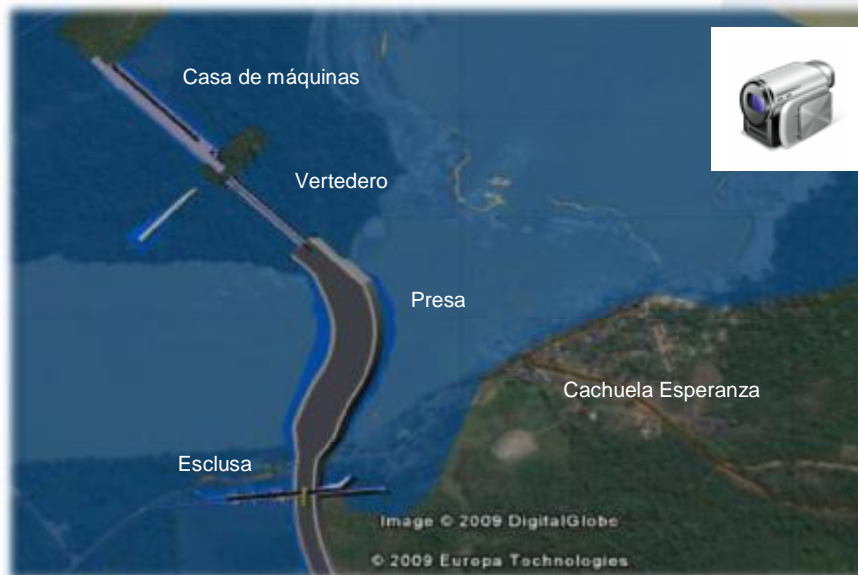 Casa de máquinas
Vertedero
Presa
Cachuela Esperanza
Esclusa
Image © 2009 DigitalGlobe
© 2009 Europa Technologies